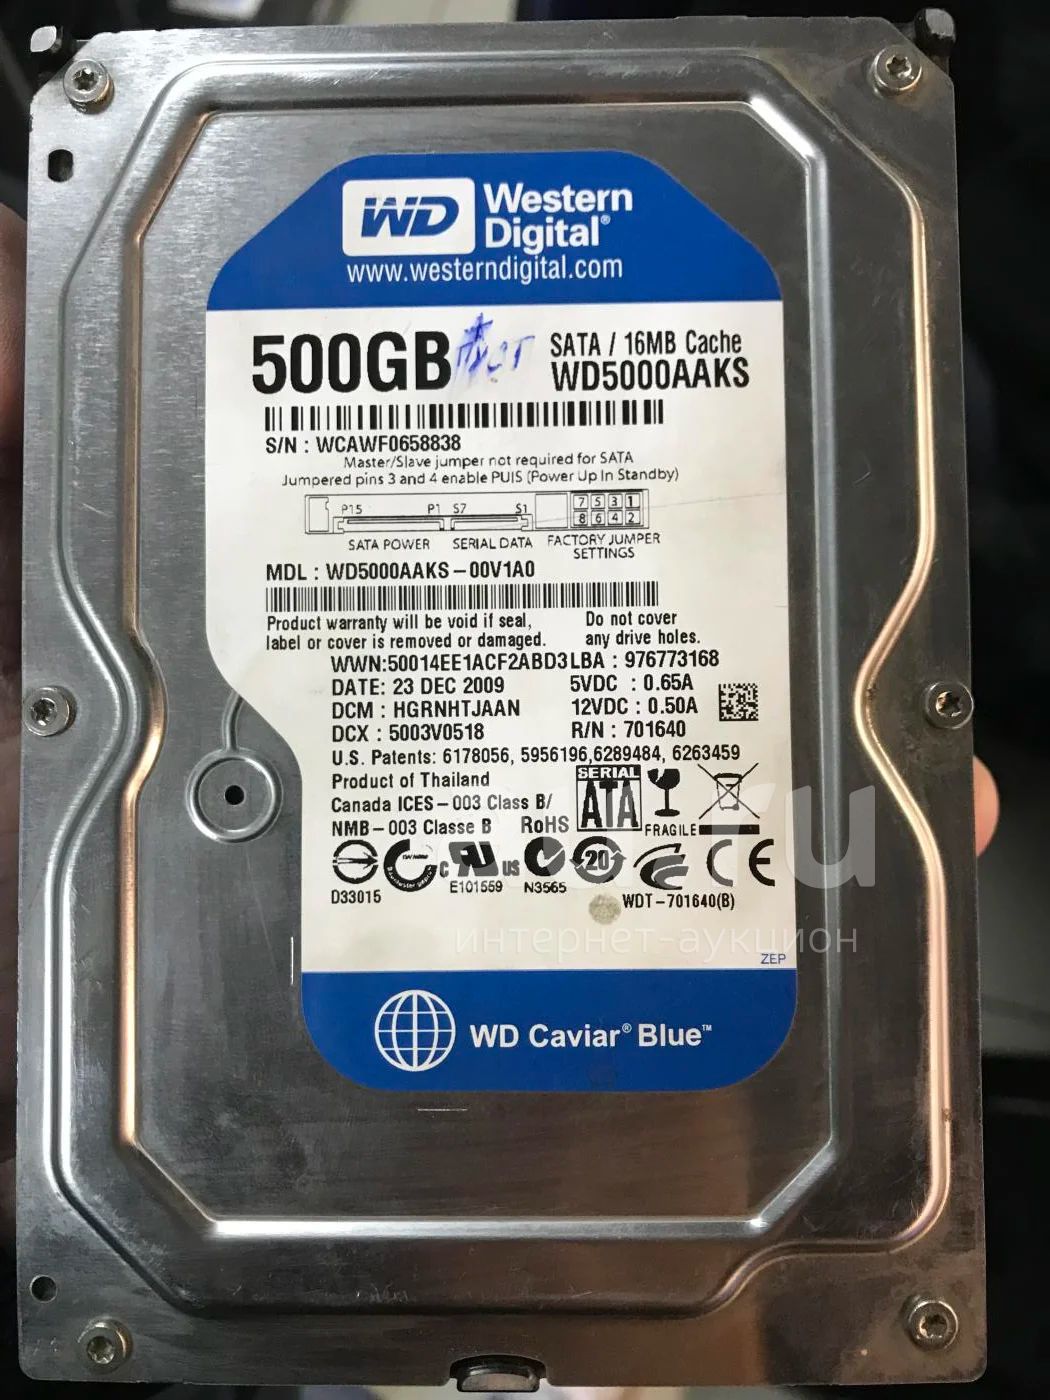 WD Western Digital®
www.westerndigital.com
500GB
SATA / 16MB Cache
WD5000AAKS
S/N : WCAWF0658838
Master/Slave jumper not required for SATA
Jumpered pins 3 and 4 enable PUIS (Power Up In Standby)
7 5 3 1
P15 P1 S7 S1
8 6 4 2
SATA POWER SERIAL DATA FACTORY JUMPER SETTINGS
MDL : WD5000AAKS-00V1A0
Product warranty will be void if seal,
label or cover is removed or damaged.
Do not cover
any drive holes.
WWN:50014EE1ACF2ABD3 LBA : 976773168
DATE: 23 DEC 2009 5VDC : 0.65A
DCM : HGRNHTJAAN 12VDC : 0.50A
DCX : 5003V0518 R/N : 701640
U.S. Patents: 6178056, 5956196,6289484, 6263459
Product of Thailand
Canada ICES-003 Class B/
NMB-003 Classe B RoHS
SERIAL
ATA
FRAGILE
C US 20 CE
D33015 E101559 N3565 WDT-701640(B)
au.ru
интернет-аукцион
ZEP
WD Caviar® Blue™